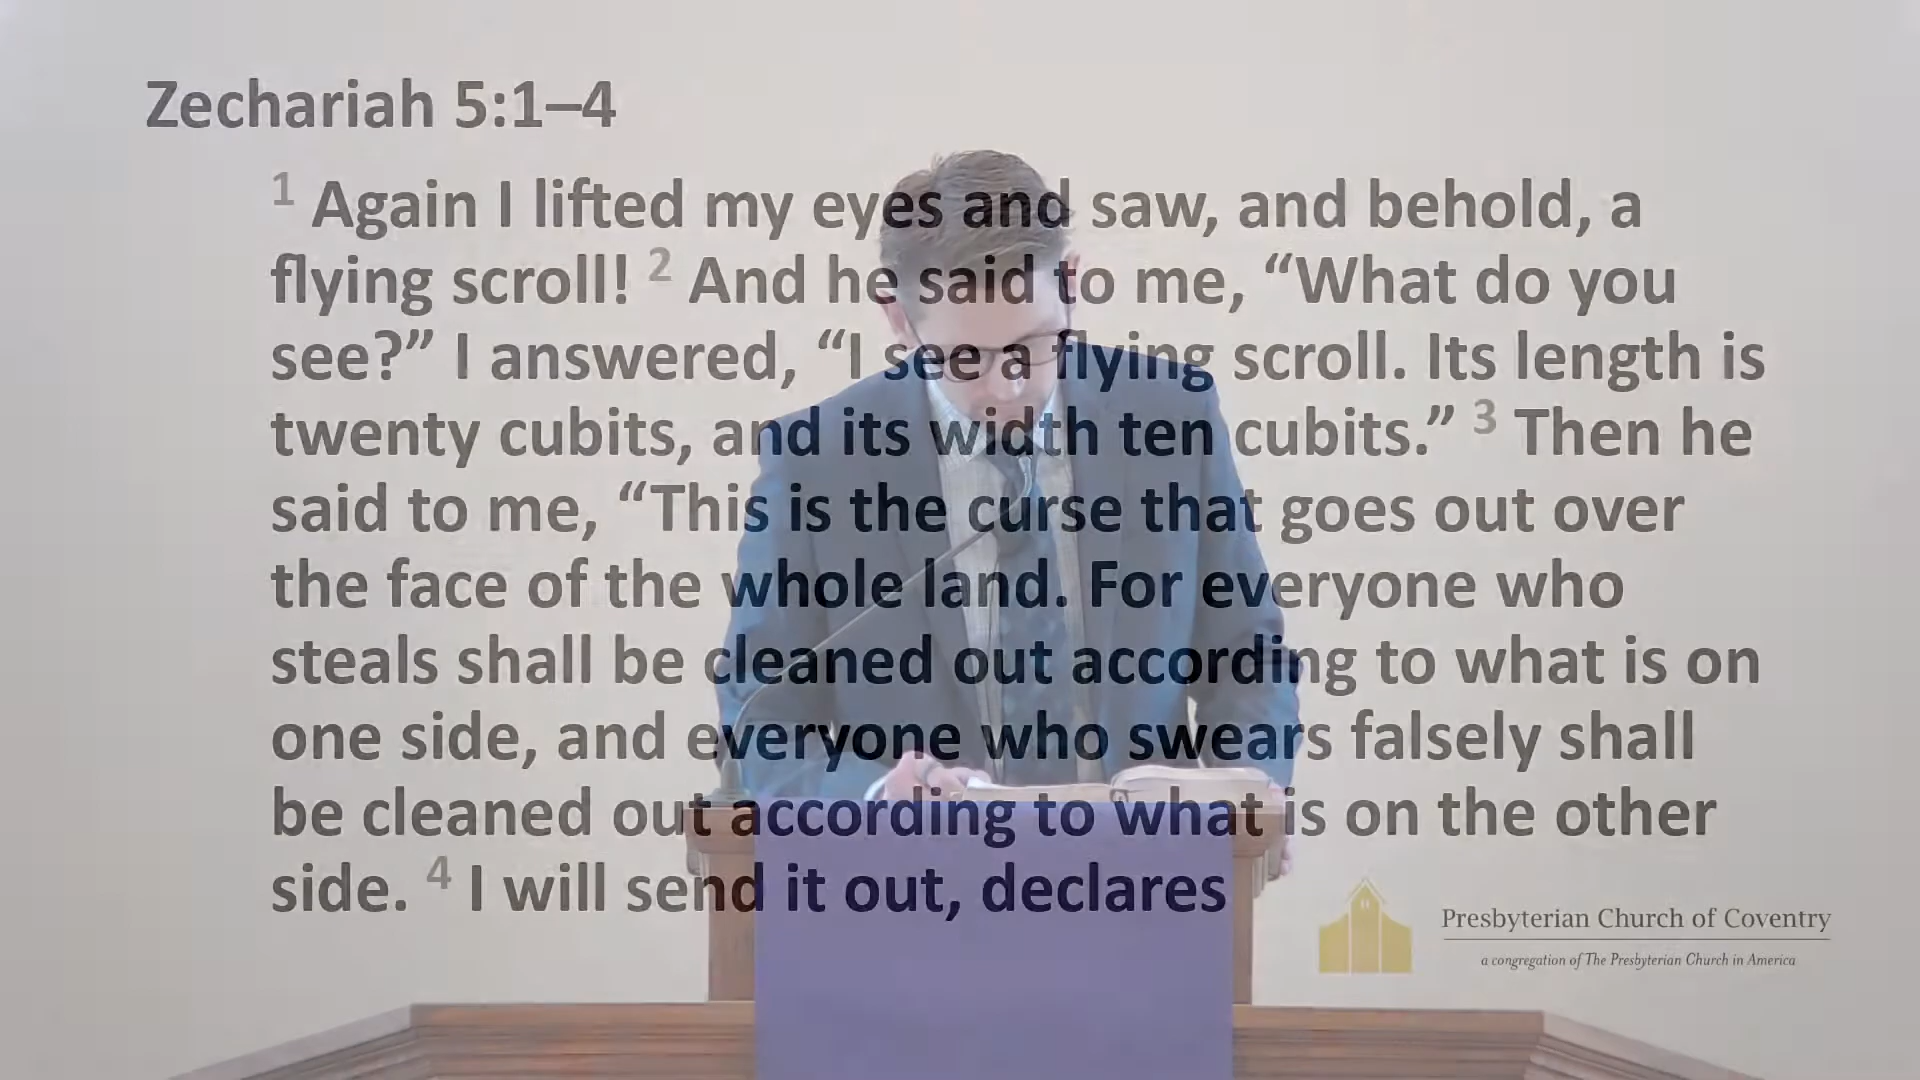 Zechariah 5:1–4
1 Again I lifted my eyes and saw, and behold, a
flying scroll! 2 And he said to me, “What do you
see?” I answered, “I see a flying scroll. Its length is
twenty cubits, and its width ten cubits.” 3 Then he
said to me, “This is the curse that goes out over
the face of the whole land. For everyone who
steals shall be cleaned out according to what is on
one side, and everyone who swears falsely shall
be cleaned out according to what is on the other
side. 4 I will send it out, declares
Presbyterian Church of Coventry
a congregation of The Presbyterian Church in America